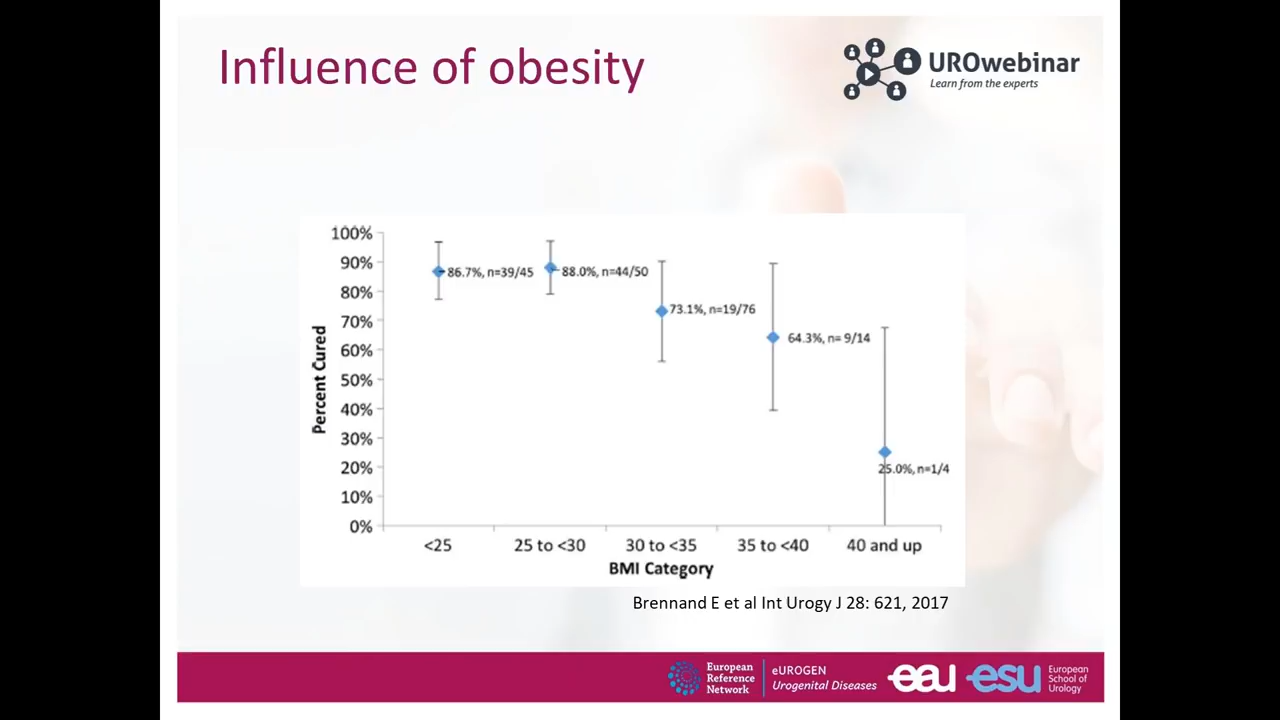 Influence of obesity
UROwebinar
Learn from the experts
100%
90%
80%
70%
60%
50%
40%
30%
20%
10%
0%
Percent Cured
86.7%, n=39/45
88.0%, n=44/50
73.1%, n=19/76
64.3%, n= 9/14
25.0%, n=1/4
<25
25 to <30
30 to <35
35 to <40
40 and up
BMI Category
Brennand E et al Int Urogy J 28: 621, 2017
European
Reference
Network
eUROGEN
Urogenital Diseases
eau
esu
European
School of
Urology